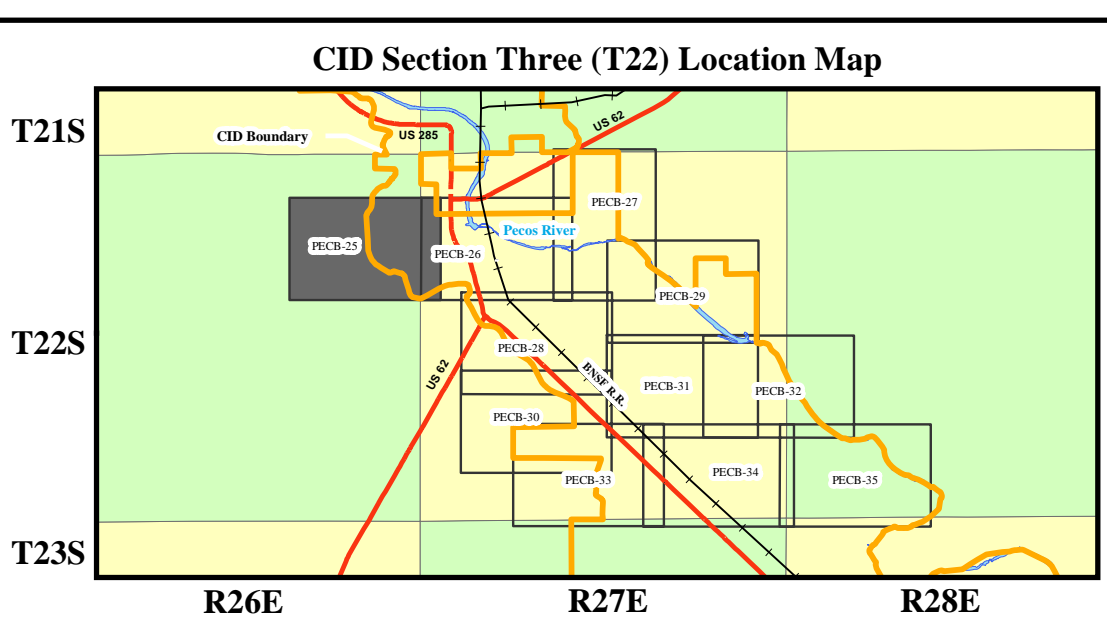 CID Section Three (T22) Location Map
T21S
CID Boundary
US 285
US 62
PECB-27
Pecos River
PECB-25
PECB-26
PECB-29
T22S
PECB-28
US 62
BNSF R.R.
PECB-31
PECB-32
PECB-30
PECB-34
PECB-33
PECB-35
T23S
R26E
R27E
R28E